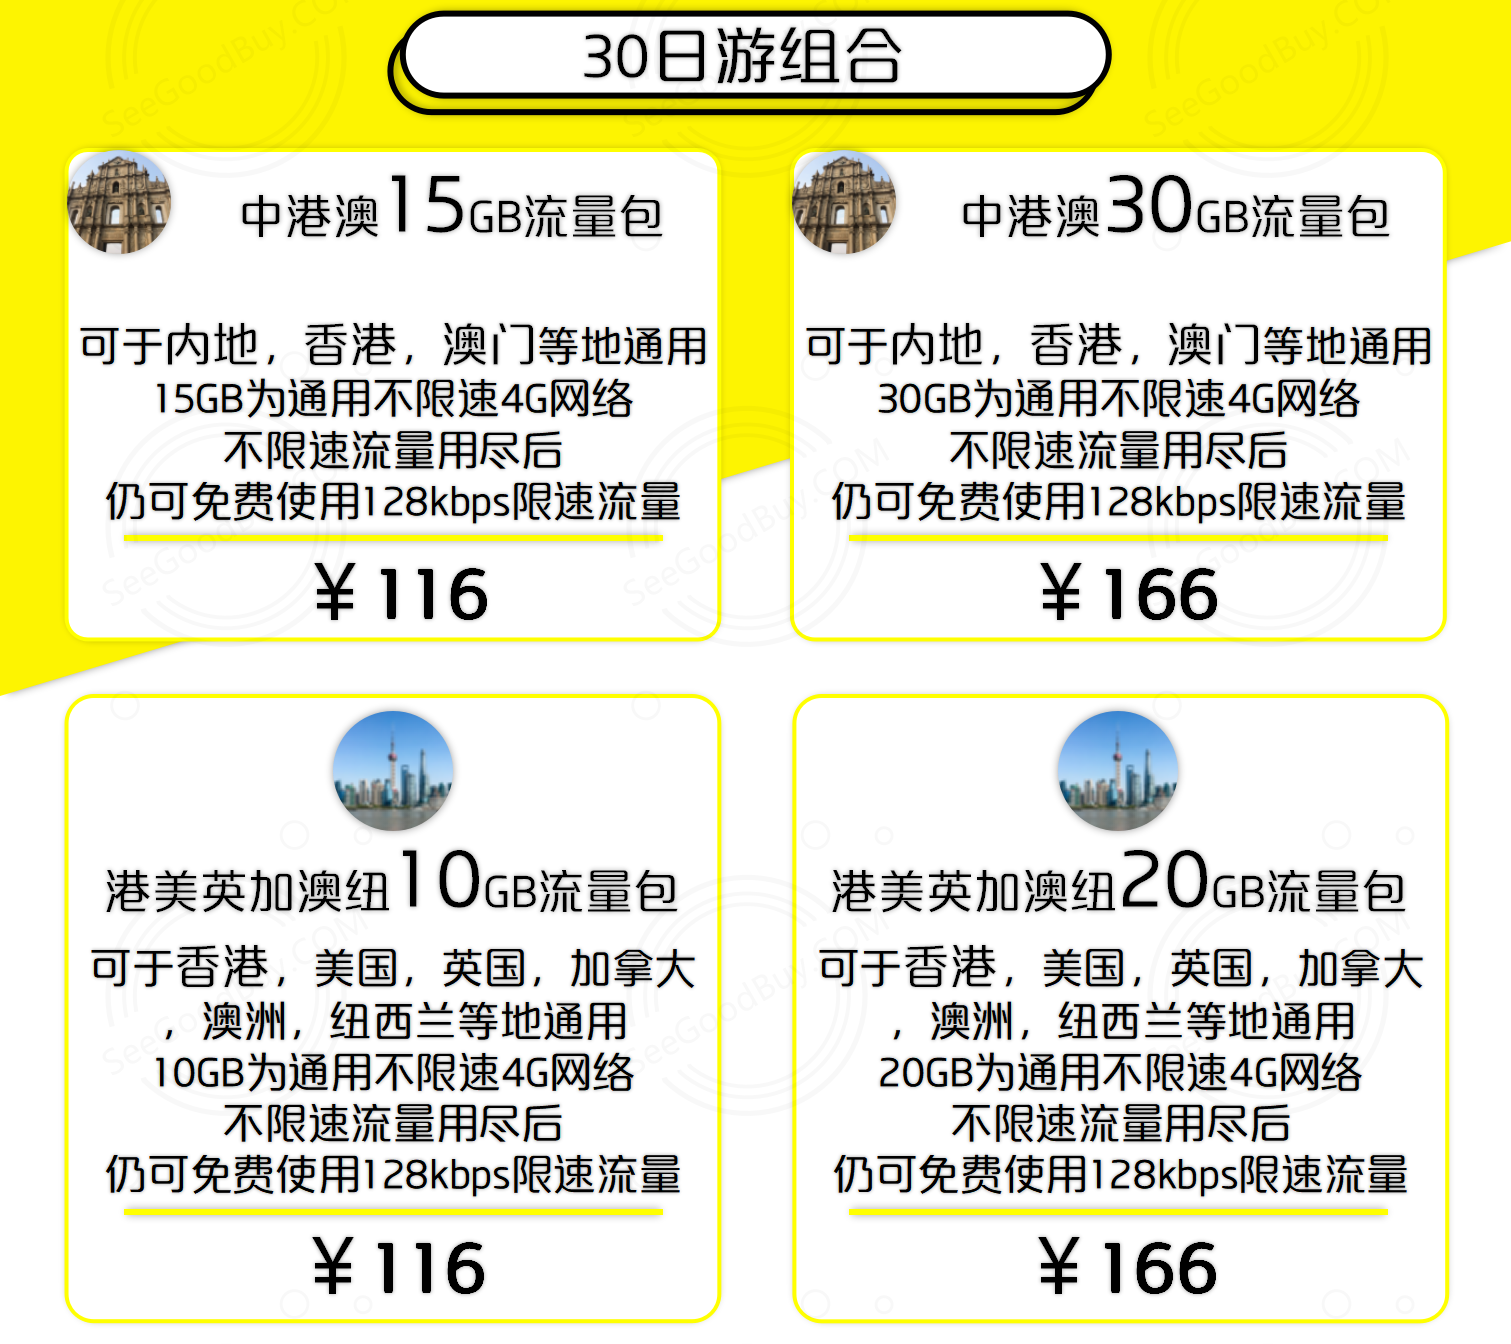 30日游组合
中港澳15GB流量包
可于内地，香港，澳门等地通用
15GB为通用不限速4G网络
不限速流量用尽后
仍可免费使用128kbps限速流量
￥116
中港澳30GB流量包
可于内地，香港，澳门等地通用
30GB为通用不限速4G网络
不限速流量用尽后
仍可免费使用128kbps限速流量
￥166
港美英加澳纽10GB流量包
可于香港，美国，英国，加拿大
，澳洲，纽西兰等地通用
10GB为通用不限速4G网络
不限速流量用尽后
仍可免费使用128kbps限速流量
￥116
港美英加澳纽20GB流量包
可于香港，美国，英国，加拿大
，澳洲，纽西兰等地通用
20GB为通用不限速4G网络
不限速流量用尽后
仍可免费使用128kbps限速流量
￥166
SeeGoodBuy.COM